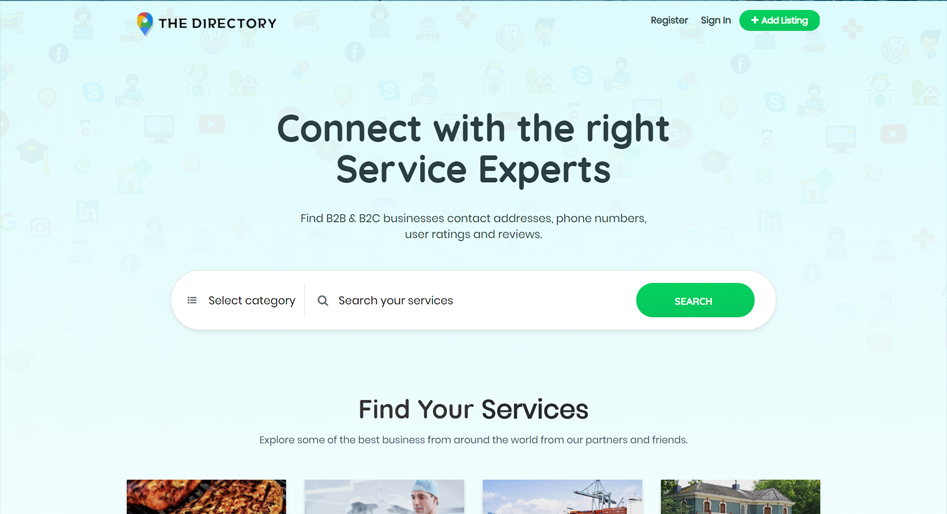 THE DIRECTORY
Register
Sign In
Add Listing
Connect with the right
Service Experts
Find B2B & B2C businesses contact addresses, phone numbers,
user ratings and reviews.
Select category
Search your services
SEARCH
Find Your Services
Explore some of the best business from around the world from our partners and friends.